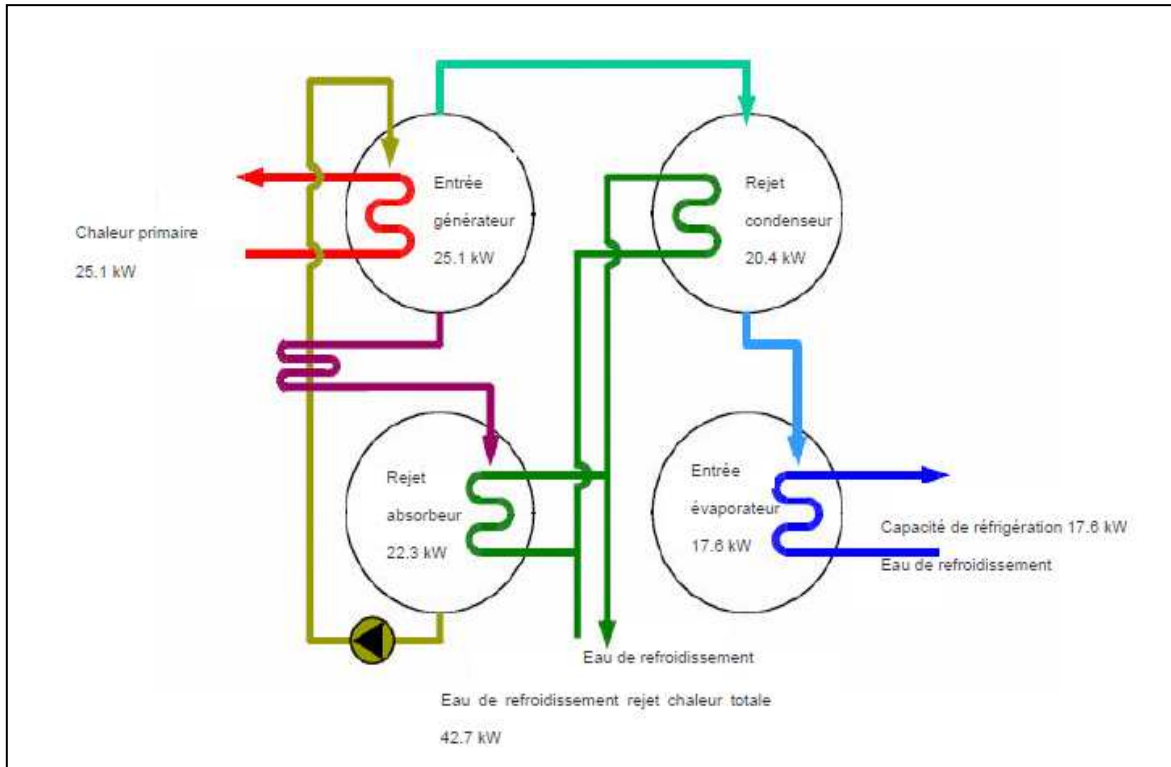 Entrée
générateur
25.1 kW
Rejet
condenseur
20.4 kW
Chaleur primaire
25.1 kW
Rejet
absorbeur
22.3 kW
Entrée
évaporateur
17.6 kW
Capacité de réfrigération 17.6 kW
Eau de refroidissement
Eau de refroidissement
Eau de refroidissement rejet chaleur totale
42.7 kW